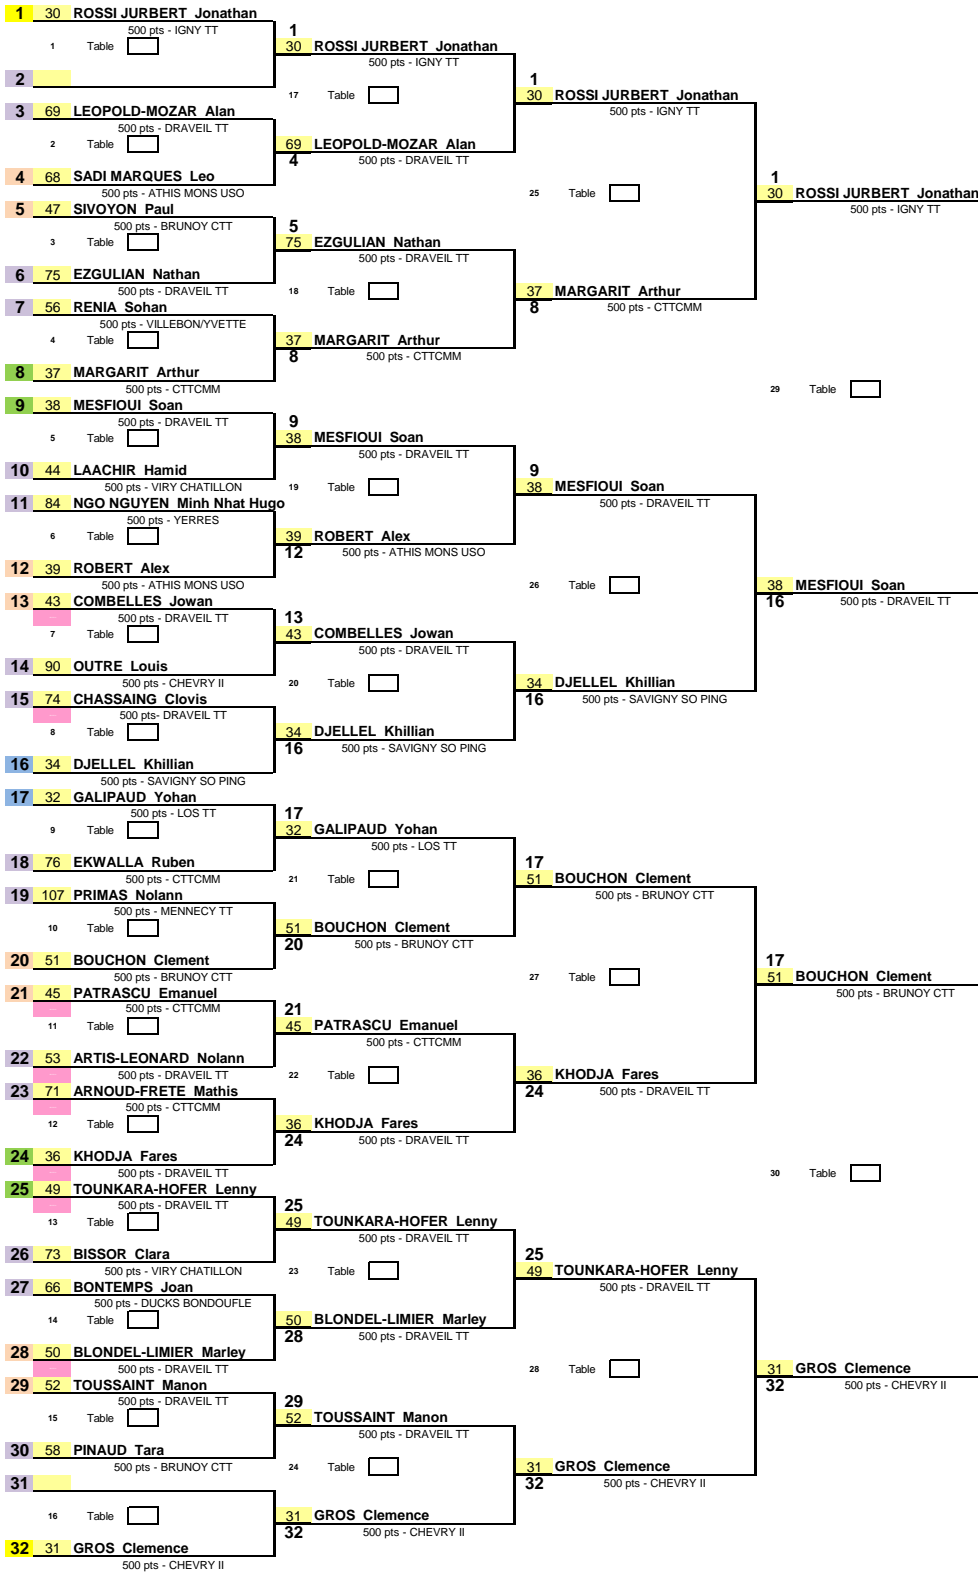 1 30 ROSSI JURBERT Jonathan
500 pts - IGNY TT
1 Table
2
3 69 LEOPOLD-MOZAR Alan
500 pts - DRAVEIL TT
2 Table
4 68 SADI MARQUES Leo
500 pts - ATHIS MONS USO
5 47 SIVOYON Paul
500 pts - BRUNOY CTT
3 Table
6 75 EZGULIAN Nathan
500 pts - DRAVEIL TT
7 56 RENIA Sohan
500 pts - VILLEBON/YVETTE
4 Table
8 37 MARGARIT Arthur
500 pts - CTTCMM
9 38 MESFIOUI Soan
500 pts - DRAVEIL TT
5 Table
10 44 LAACHIR Hamid
500 pts - VIRY CHATILLON
11 84 NGO NGUYEN Minh Nhat Hugo
500 pts - YERRES
6 Table
12 39 ROBERT Alex
500 pts - ATHIS MONS USO
13 43 COMBELLES Jowan
500 pts - DRAVEIL TT
7 Table
14 90 OUTRE Louis
500 pts - CHEVRY II
15 74 CHASSAING Clovis
500 pts- DRAVEIL TT
8 Table
16 34 DJELLEL Khillian
500 pts - SAVIGNY SO PING
17 32 GALIPAUD Yohan
500 pts - LOS TT
9 Table
18 76 EKWALLA Ruben
500 pts - CTTCMM
19 107 PRIMAS Nolann
500 pts - MENNECY TT
10 Table
20 51 BOUCHON Clement
500 pts - BRUNOY CTT
21 45 PATRASCU Emanuel
500 pts - CTTCMM
11 Table
22 53 ARTIS-LEONARD Nolann
500 pts - DRAVEIL TT
23 71 ARNOUD-FRETE Mathis
500 pts - CTTCMM
12 Table
24 36 KHODJA Fares
500 pts - DRAVEIL TT
25 49 TOUNKARA-HOFER Lenny
500 pts - DRAVEIL TT
13 Table
26 73 BISSOR Clara
500 pts - VIRY CHATILLON
27 66 BONTEMPS Joan
500 pts - DUCKS BONDOUFLE
14 Table
28 50 BLONDEL-LIMIER Marley
500 pts - DRAVEIL TT
29 52 TOUSSAINT Manon
500 pts - DRAVEIL TT
15 Table
30 58 PINAUD Tara
500 pts - BRUNOY CTT
31
16 Table
32 31 GROS Clemence
500 pts - CHEVRY II
1
30 ROSSI JURBERT Jonathan
500 pts - IGNY TT
17 Table
69 LEOPOLD-MOZAR Alan
4 500 pts - DRAVEIL TT
5
75 EZGULIAN Nathan
500 pts - DRAVEIL TT
18 Table
37 MARGARIT Arthur
8 500 pts - CTTCMM
9
38 MESFIOUI Soan
500 pts - DRAVEIL TT
19 Table
39 ROBERT Alex
12 500 pts - ATHIS MONS USO
13
43 COMBELLES Jowan
500 pts - DRAVEIL TT
20 Table
34 DJELLEL Khillian
16 500 pts - SAVIGNY SO PING
17
32 GALIPAUD Yohan
500 pts - LOS TT
21 Table
51 BOUCHON Clement
20 500 pts - BRUNOY CTT
21
45 PATRASCU Emanuel
500 pts - CTTCMM
22 Table
36 KHODJA Fares
24 500 pts - DRAVEIL TT
25
49 TOUNKARA-HOFER Lenny
500 pts - DRAVEIL TT
23 Table
50 BLONDEL-LIMIER Marley
28 500 pts - DRAVEIL TT
29
52 TOUSSAINT Manon
500 pts - DRAVEIL TT
24 Table
31 GROS Clemence
32 500 pts - CHEVRY II
1
30 ROSSI JURBERT Jonathan
500 pts - IGNY TT
25 Table
37 MARGARIT Arthur
8 500 pts - CTTCMM
9
38 MESFIOUI Soan
500 pts - DRAVEIL TT
26 Table
34 DJELLEL Khillian
16 500 pts - SAVIGNY SO PING
17
51 BOUCHON Clement
500 pts - BRUNOY CTT
27 Table
36 KHODJA Fares
24 500 pts - DRAVEIL TT
25
49 TOUNKARA-HOFER Lenny
500 pts - DRAVEIL TT
28 Table
31 GROS Clemence
32 500 pts - CHEVRY II
1
30 ROSSI JURBERT Jonathan
500 pts - IGNY TT
29 Table
38 MESFIOUI Soan
16 500 pts - DRAVEIL TT
17
51 BOUCHON Clement
500 pts - BRUNOY CTT
30 Table
31 GROS Clemence
32 500 pts - CHEVRY II